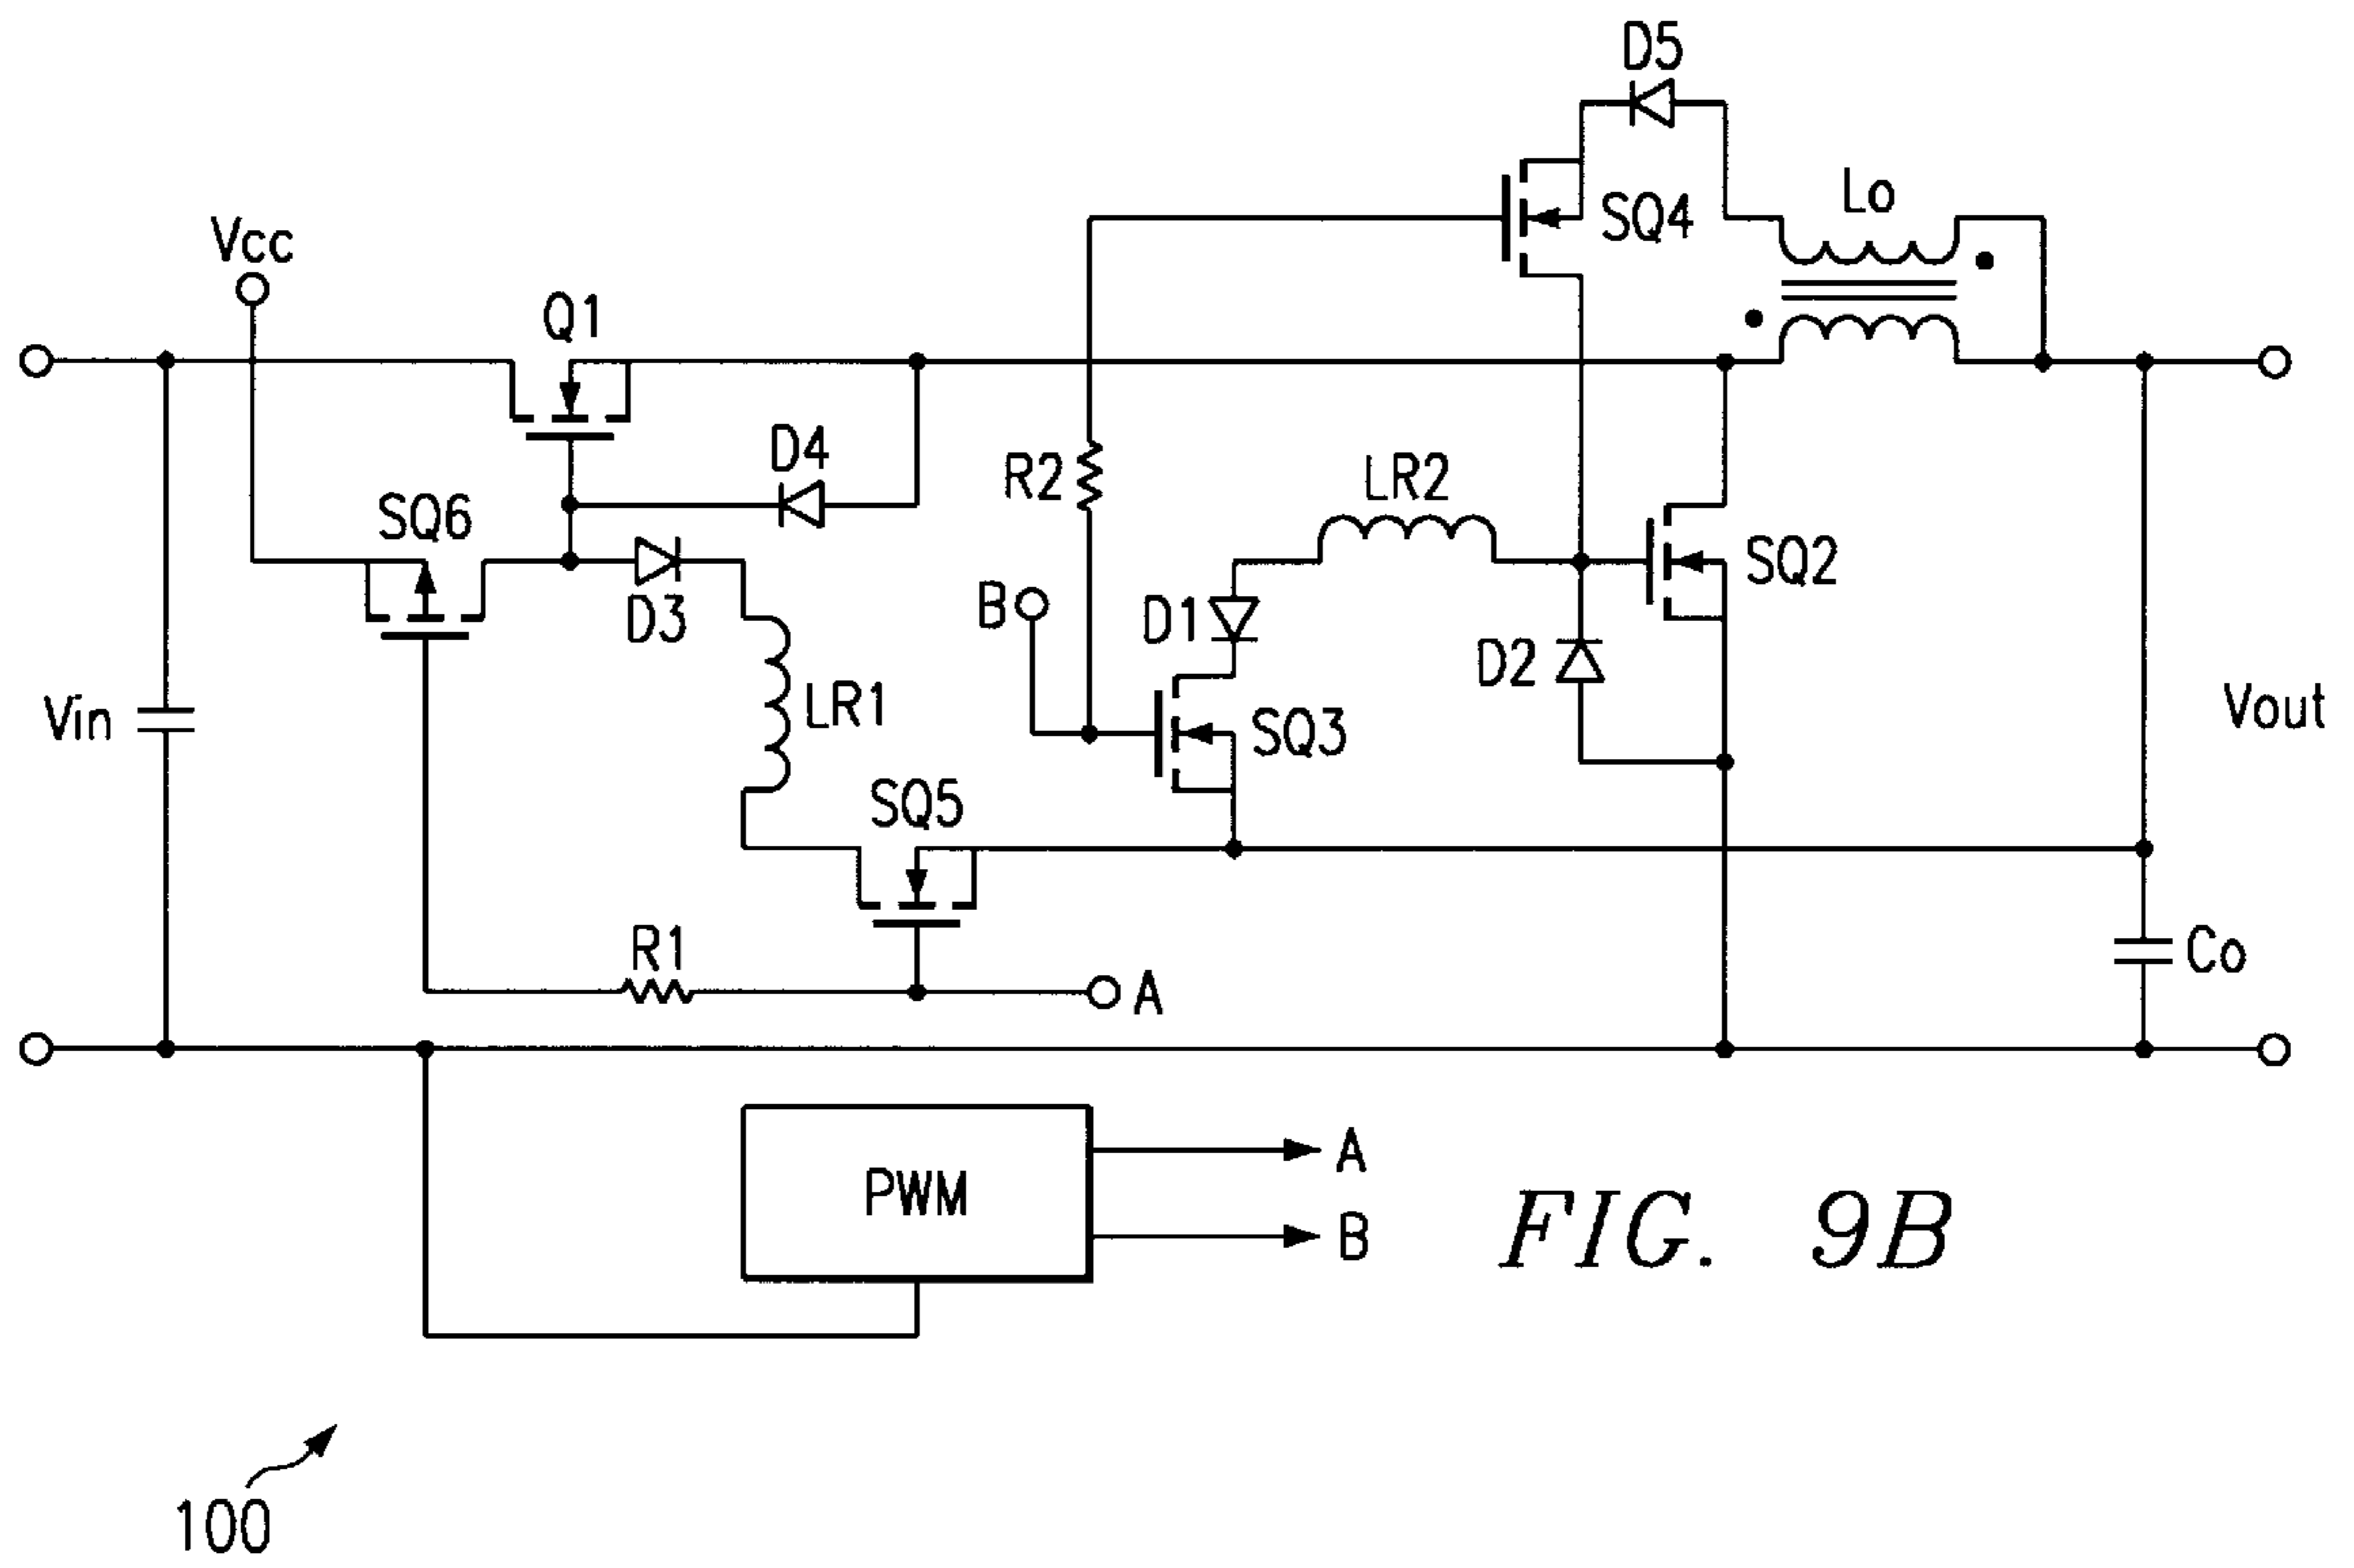 D5
Lo
SQ4
Vcc
Q1
D4
R2
LR2
SQ6
SQ2
B
D1
D3
D2
LR1
Vin
SQ3
Vout
SQ5
R1
Co
A
PWM
A
B
FIG. 9B
100